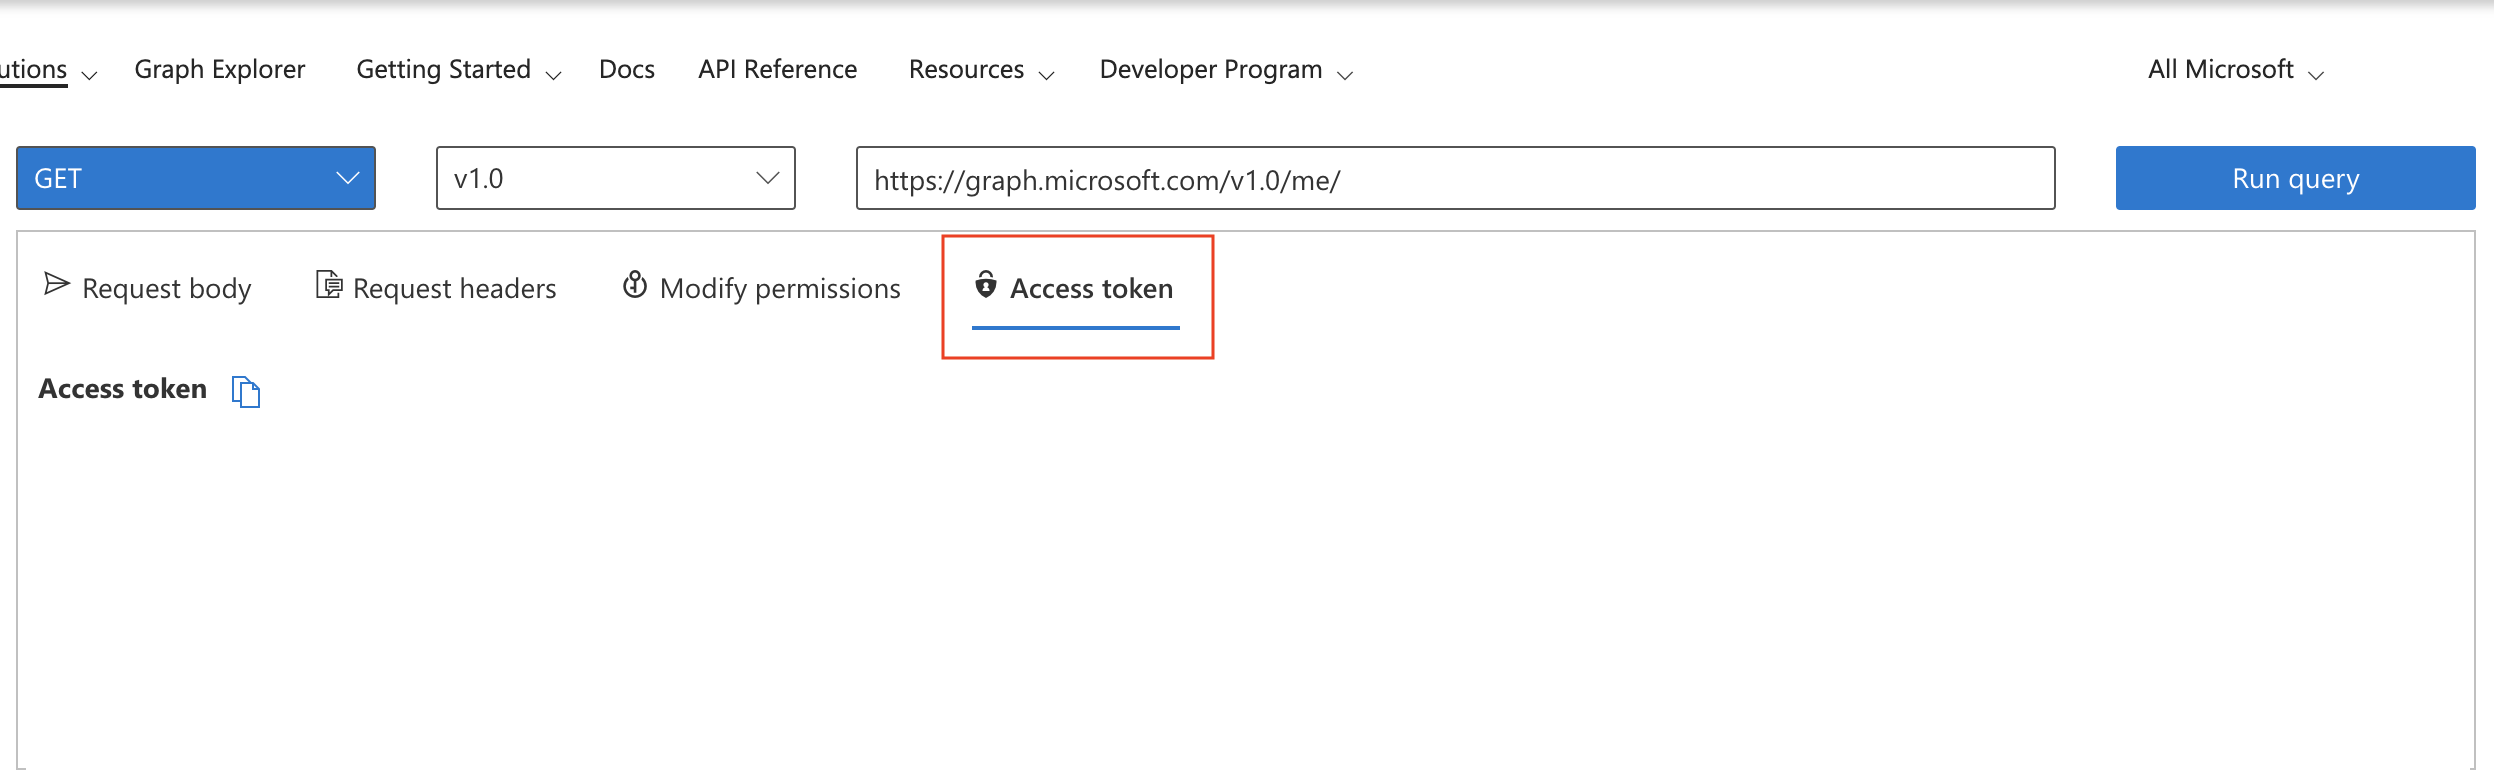 utions Graph Explorer Getting Started Docs API Reference Resources Developer Program All Microsoft
GET v1.0 https://graph.microsoft.com/v1.0/me/ Run query
Request body Request headers Modify permissions Access token
Access token